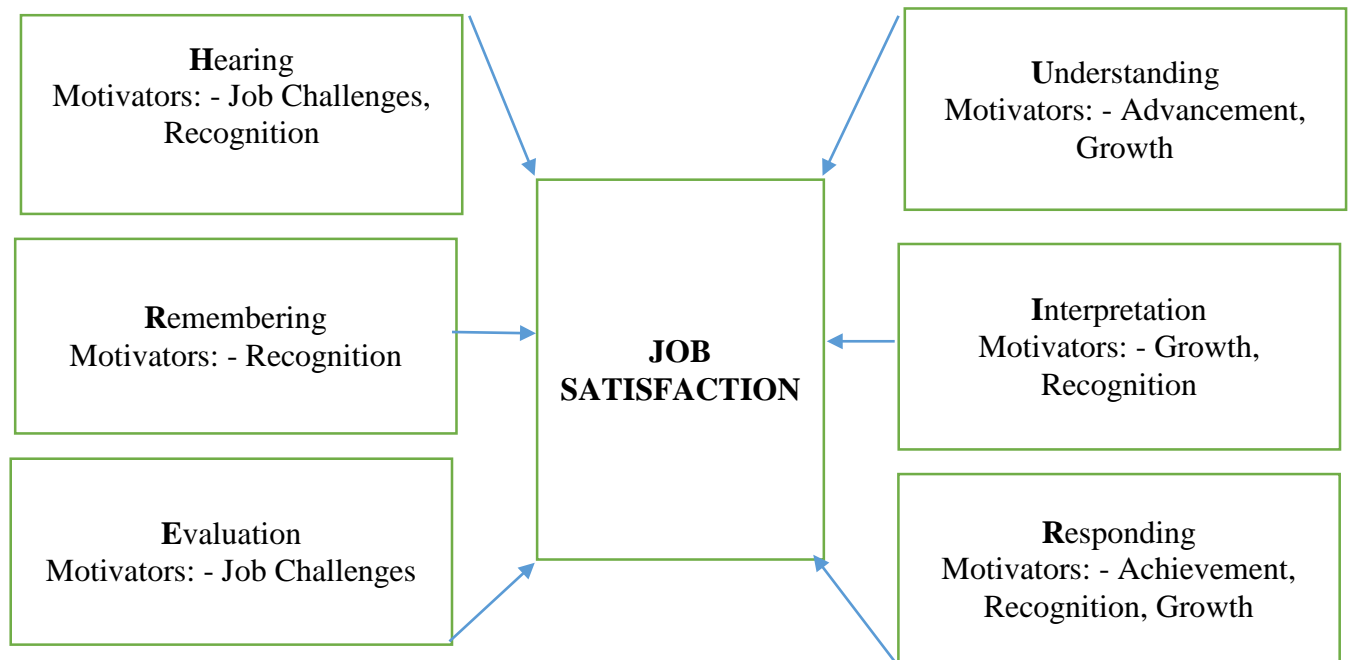 Hearing
Motivators: - Job Challenges,
Recognition
Understanding
Motivators: - Advancement,
Growth
Remembering
Motivators: - Recognition
JOB
SATISFACTION
Interpretation
Motivators: - Growth,
Recognition
Evaluation
Motivators: - Job Challenges
Responding
Motivators: - Achievement,
Recognition, Growth